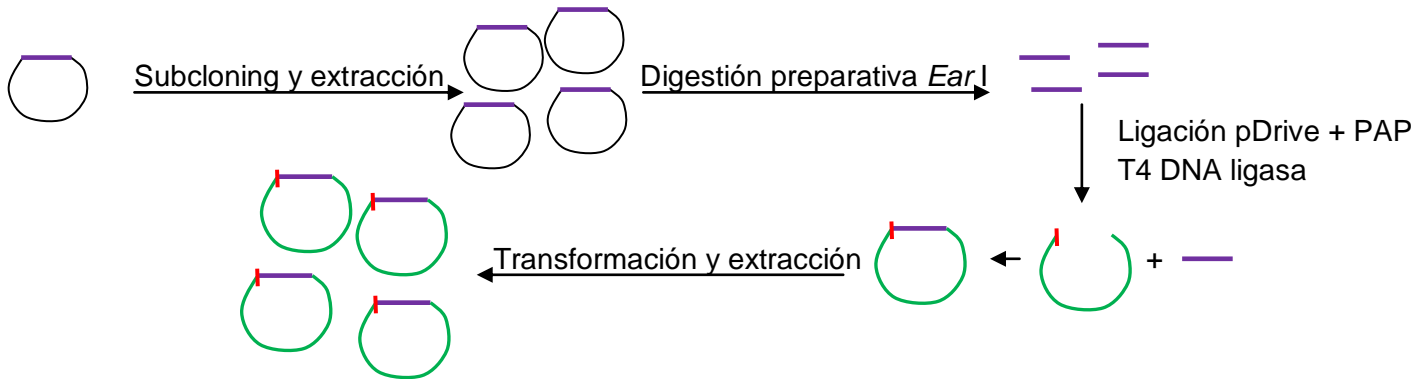 Subcloning y extracción
Digestión preparativa Ear I
Ligación pDrive + PAP
T4 DNA ligasa
+
Transformación y extracción